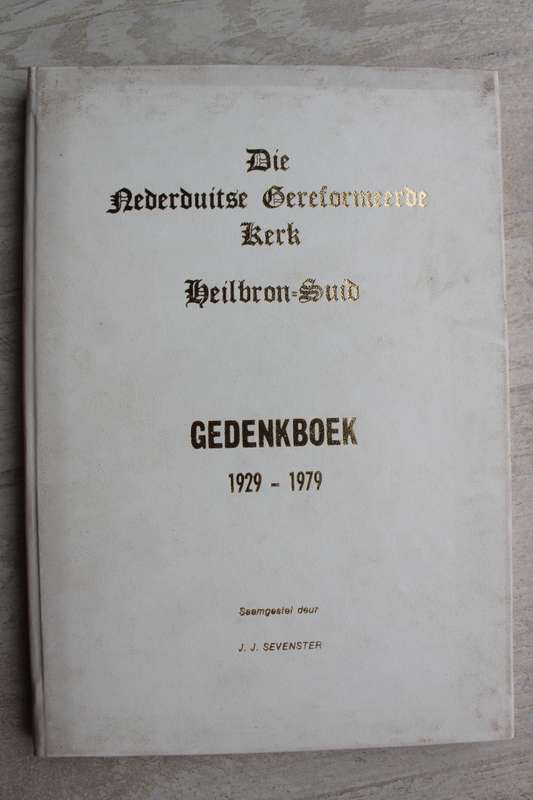 Die
Nederduitse Gereformeerde
Kerk
Heilbron-Suid
GEDENKBOEK
1929 - 1979
Saamgestel deur
J. J. SEVENSTER